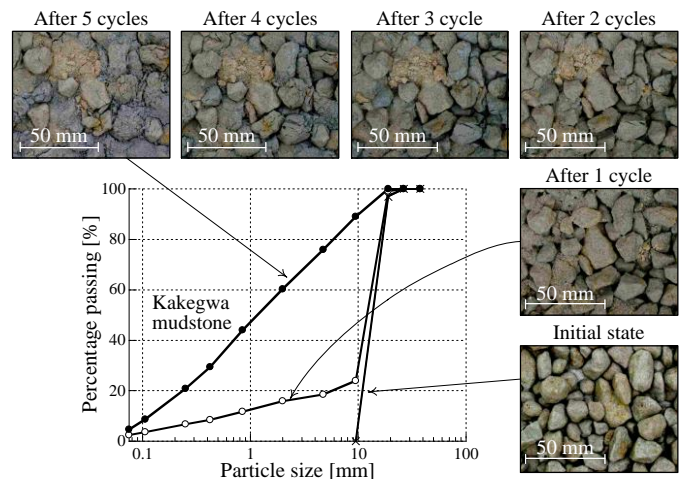 After 5 cycles
After 4 cycles
After 3 cycle
After 2 cycles
50 mm
50 mm
50 mm
50 mm
After 1 cycle
50 mm
Initial state
50 mm
100
80
60
40
20
0
Percentage passing [%]
Kakegwa
mudstone
0.1
1
10
100
Particle size [mm]